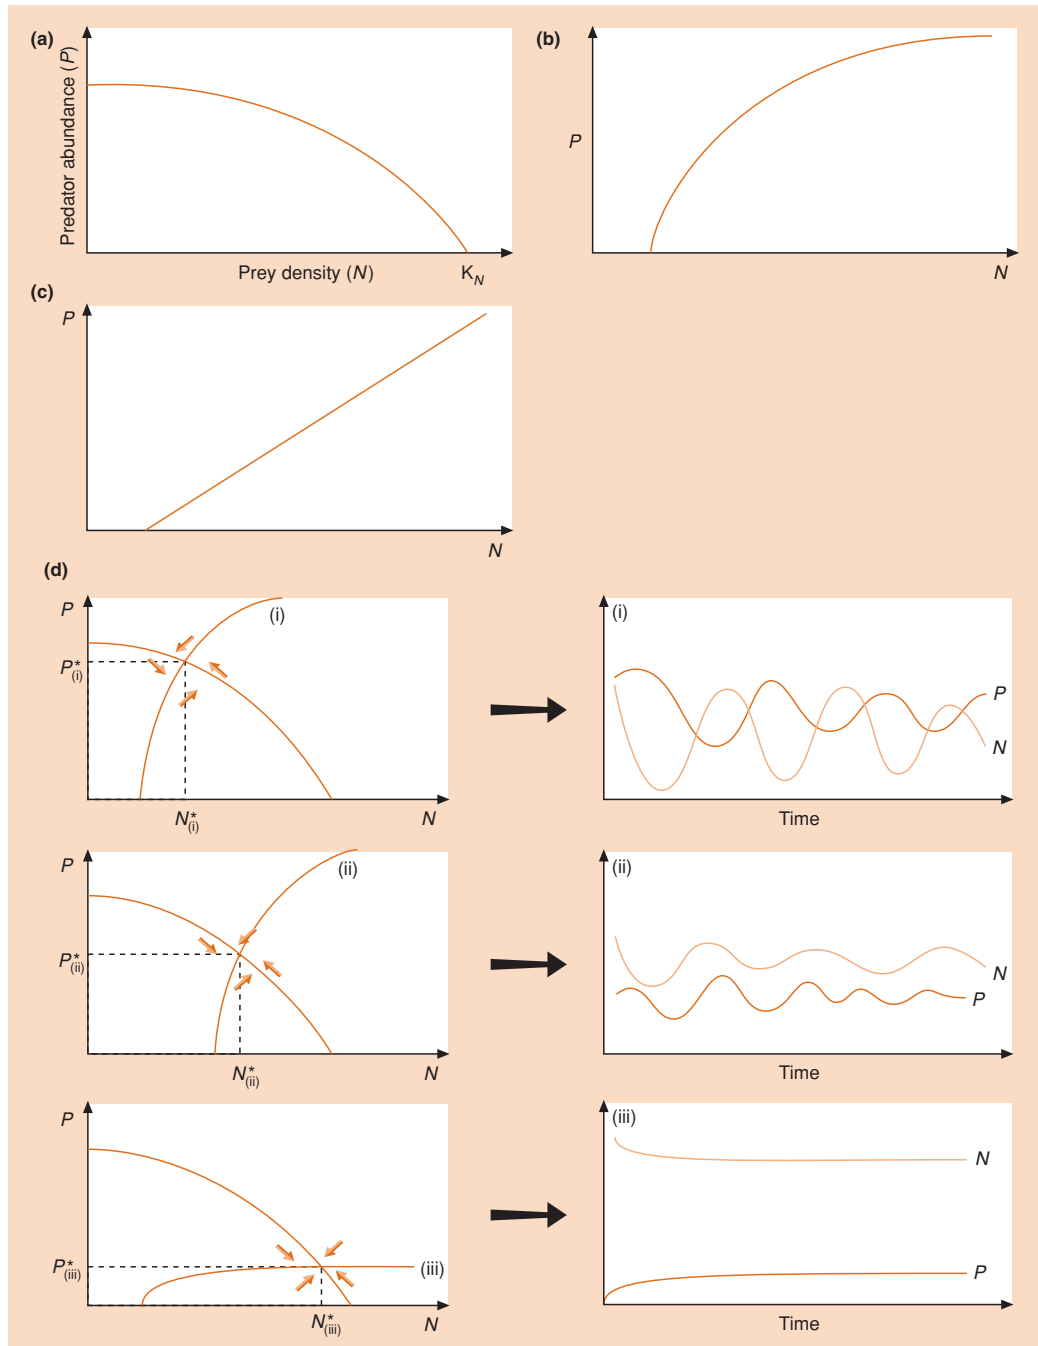 (a)
Predator abundance (P)
Prey density (N)
K_N
(b)
P
N
(c)
P
N
(d)
P
(i)
P*(i)
N*(i)
N
(i)
P
N
Time
P
(ii)
P*(ii)
N*(ii)
N
(ii)
N
P
Time
P
(iii)
P*(iii)
N*(iii)
N
(iii)
N
P
Time